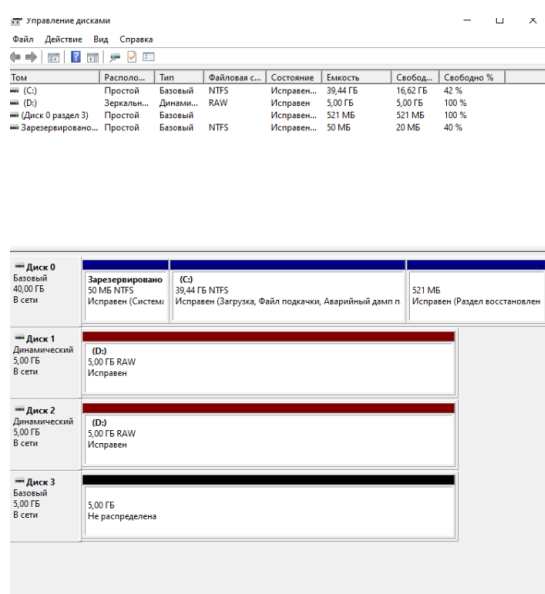 Управление дисками
Файл Действие Вид Справка
Том Располо... Тип Файловая с... Состояние Емкость Свобод... Свободно %
(C:) Простой Базовый NTFS Исправен... 39,44 ГБ 16,62 ГБ 42 %
(D:) Зеркальн... Динами... RAW Исправен 5,00 ГБ 5,00 ГБ 100 %
(Диск 0 раздел 3) Простой Базовый Исправен... 521 МБ 521 МБ 100 %
Зарезервировано... Простой Базовый NTFS Исправен... 50 МБ 20 МБ 40 %
Диск 0
Базовый
40,00 ГБ
В сети
Зарезервировано
50 МБ NTFS
Исправен (Система
(C:)
39,44 ГБ NTFS
Исправен (Загрузка, Файл подкачки, Аварийный дамп п
521 МБ
Исправен (Раздел восстановлен
Диск 1
Динамический
5,00 ГБ
В сети
(D:)
5,00 ГБ RAW
Исправен
Диск 2
Динамический
5,00 ГБ
В сети
(D:)
5,00 ГБ RAW
Исправен
Диск 3
Базовый
5,00 ГБ
В сети
5,00 ГБ
Не распределена